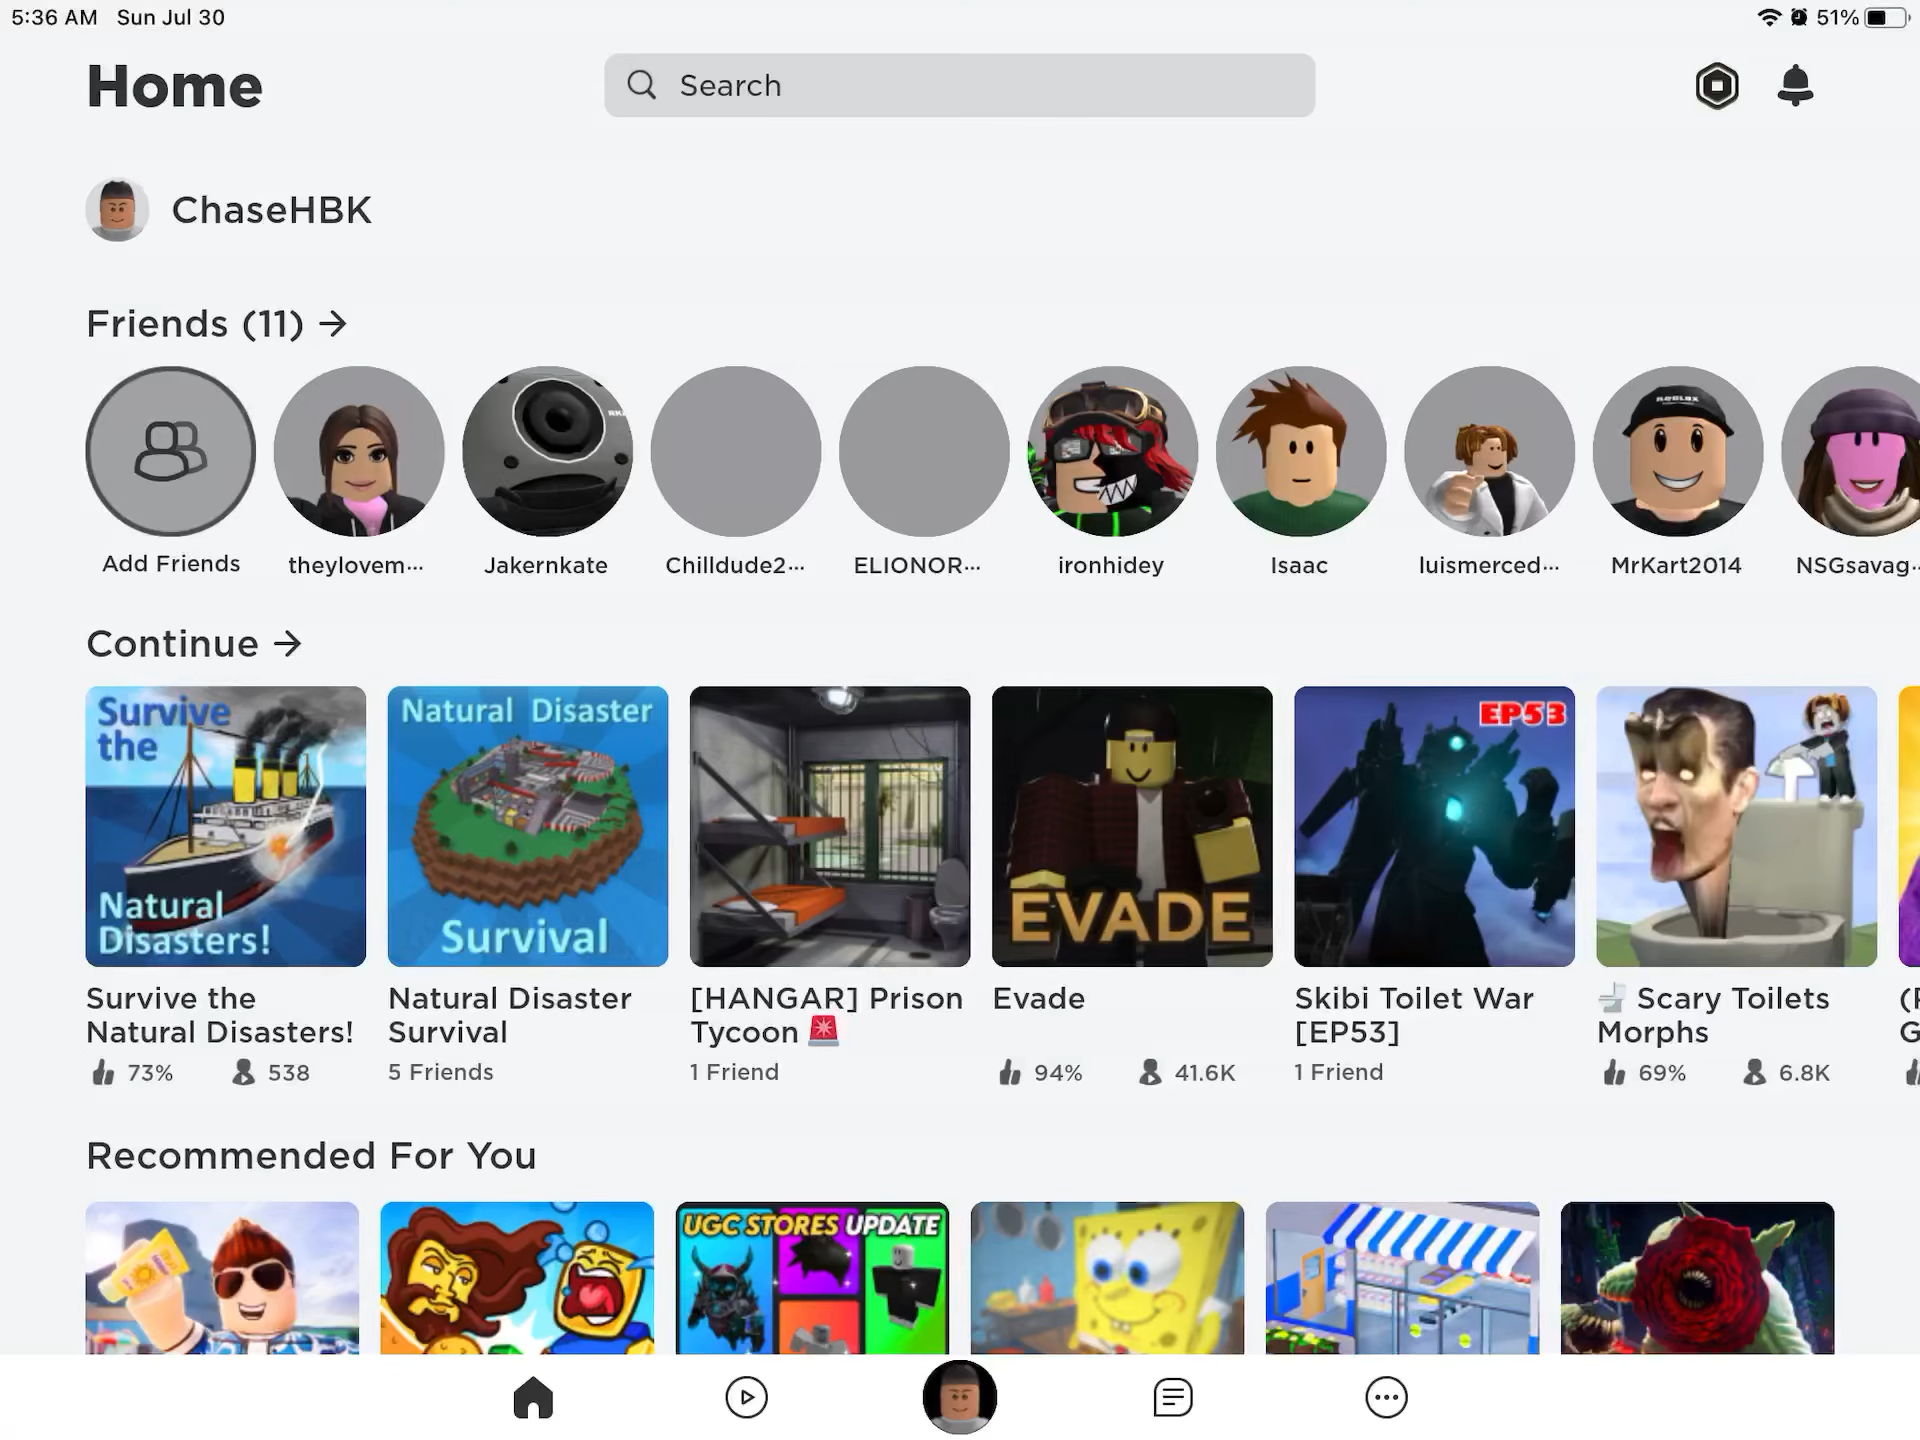 5:36 AM Sun Jul 30
51%
Home
Search
ChaseHBK
Friends (11) →
Add Friends
theylovem...
Jakernkate
Chilldude2...
ELIONOR...
ironhidey
Isaac
luismerced...
MrKart2014
NSGsavag..
ROBLOX
Continue →
Survive
the
Natural
Disasters!
Natural Disaster
Survival
EVADE
EP53
Survive the
Natural Disasters!
73% 538
Natural Disaster
Survival
5 Friends
[HANGAR] Prison
Tycoon 🚨
1 Friend
Evade
94% 41.6K
Skibi Toilet War
[EP53]
1 Friend
🚽 Scary Toilets
Morphs
69% 6.8K
Recommended For You
UGC STORES UPDATE